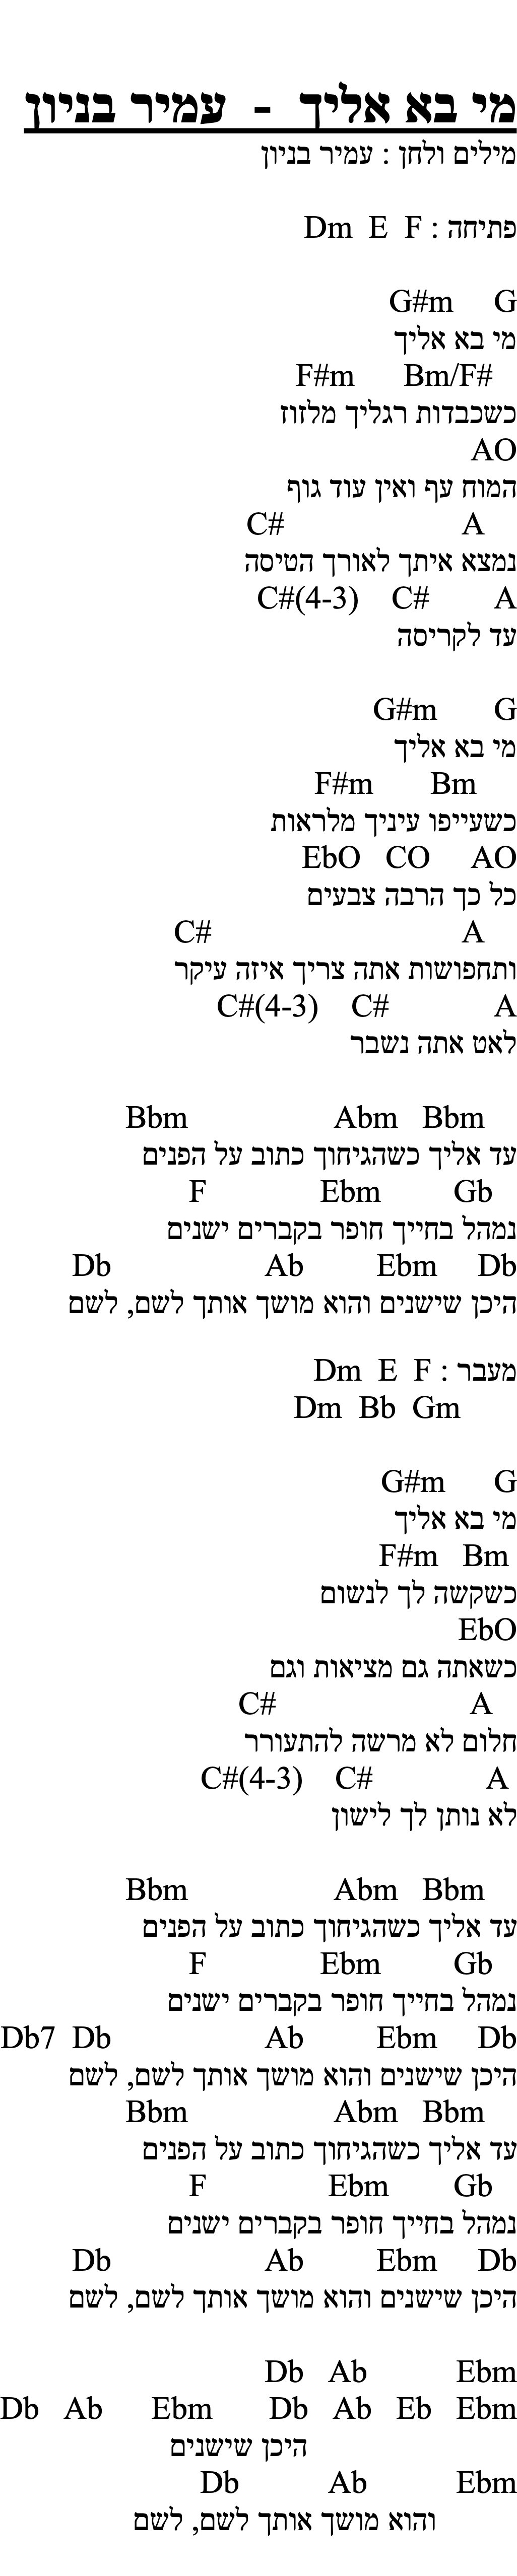 מי בא אליך - עמיר בניון
מילים ולחן : עמיר בניון
פתיחה : Dm E F
G#m G
מי בא אליך
F#m Bm/F#
כשכבדות רגליך מלזוז
AO
המוח עף ואין עוד גוף
C# A
נמצא איתך לאורך הטיסה
C#(4-3) C# A
עד לקריסה
G#m G
מי בא אליך
F#m Bm
כשעייפו עיניך מלראות
EbO CO AO
כל כך הרבה צבעים
C# A
ותחפושות אתה צריך איזה עיקר
C#(4-3) C# A
לאט אתה נשבר
Bbm Abm Bbm
עד אליך כשהגיחוך כתוב על הפנים
F Ebm Gb
נמהל בחייך חופר בקברים ישנים
Db Ab Ebm Db
היכן שישנים והוא מושך אותך לשם, לשם
מעבר : Dm E F
Dm Bb Gm
G#m G
מי בא אליך
F#m Bm
כשקשה לך לנשום
EbO
כשאתה גם מציאות וגם
C# A
חלום לא מרשה להתעורר
C#(4-3) C# A
לא נותן לך לישון
Bbm Abm Bbm
עד אליך כשהגיחוך כתוב על הפנים
F Ebm Gb
נמהל בחייך חופר בקברים ישנים
Db7 Db Ab Ebm Db
היכן שישנים והוא מושך אותך לשם, לשם
Bbm Abm Bbm
עד אליך כשהגיחוך כתוב על הפנים
F Ebm Gb
נמהל בחייך חופר בקברים ישנים
Db Ab Ebm Db
היכן שישנים והוא מושך אותך לשם, לשם
Db Ab Ebm
Db Ab Ebm Db Ab Eb Ebm
היכן שישנים
Db Ab Ebm
והוא מושך אותך לשם, לשם